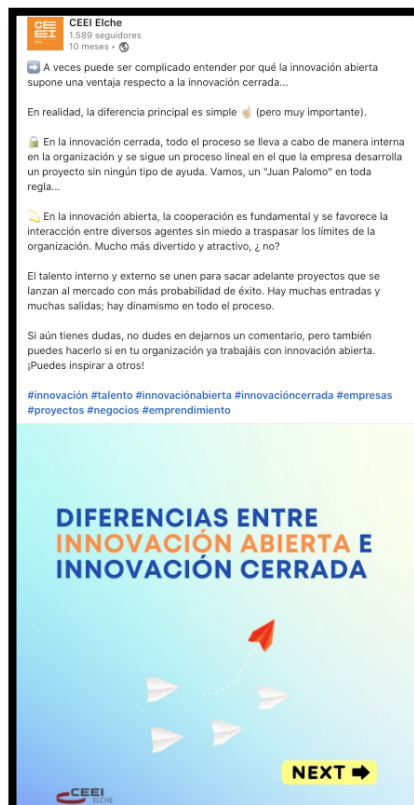 CE
EI
CEEI Elche
1.589 seguidores
10 meses •
A veces puede ser complicado entender por qué la innovación abierta
supone una ventaja respecto a la innovación cerrada...
En realidad, la diferencia principal es simple ☝ (pero muy importante).
En la innovación cerrada, todo el proceso se lleva a cabo de manera interna
en la organización y se sigue un proceso lineal en el que la empresa desarrolla
un proyecto sin ningún tipo de ayuda. Vamos, un "Juan Palomo" en toda
regla...
En la innovación abierta, la cooperación es fundamental y se favorece la
interacción entre diversos agentes sin miedo a traspasar los límites de la
organización. Mucho más divertido y atractivo, ¿ no?
El talento interno y externo se unen para sacar adelante proyectos que se
lanzan al mercado con más probabilidad de éxito. Hay muchas entradas y
muchas salidas; hay dinamismo en todo el proceso.
Si aún tienes dudas, no dudes en dejarnos un comentario, pero también
puedes hacerlo si en tu organización ya trabajáis con innovación abierta.
¡Puedes inspirar a otros!
#innovación #talento #innovaciónabierta #innovacióncerrada #empresas
#proyectos #negocios #emprendimiento
DIFERENCIAS ENTRE
INNOVACIÓN ABIERTA E
INNOVACIÓN CERRADA
NEXT
CEEI
ELCHE